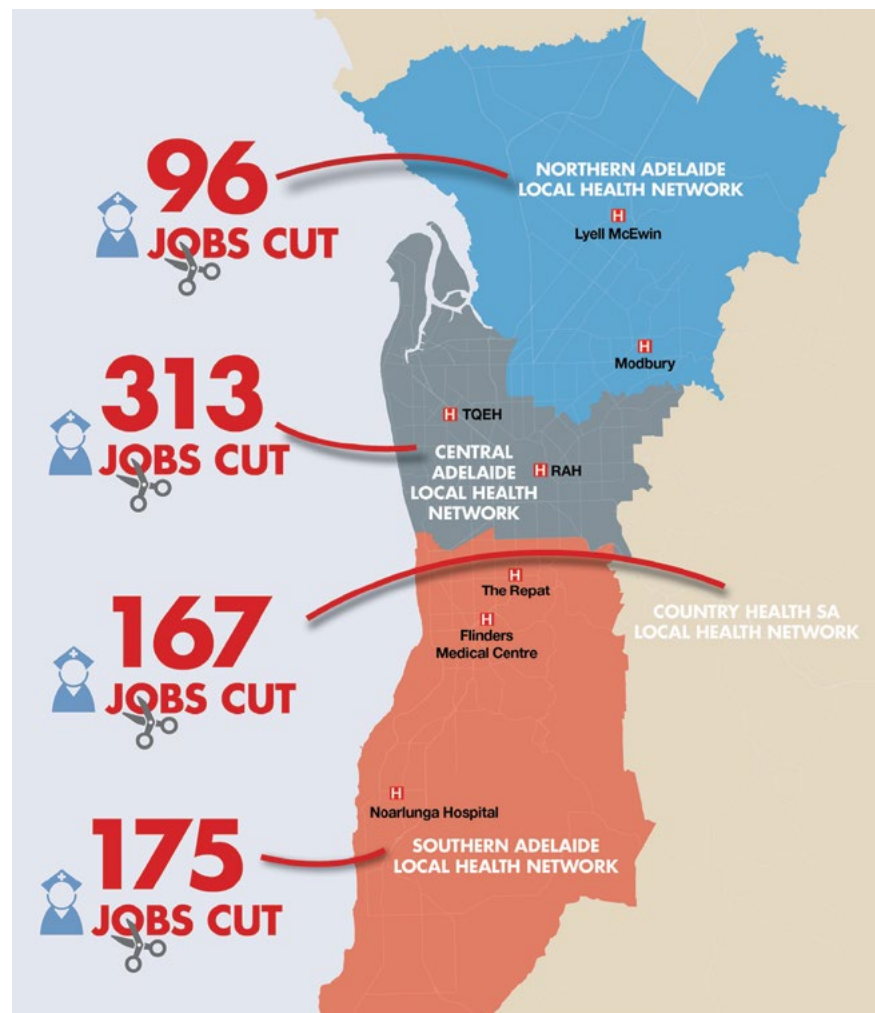 96
JOBS CUT
NORTHERN ADELAIDE
LOCAL HEALTH NETWORK
H
Lyell McEwin
H
Modbury
313
JOBS CUT
H TQEH
CENTRAL
ADELAIDE
LOCAL HEALTH
NETWORK
H RAH
167
JOBS CUT
H
The Repat
H
Flinders
Medical Centre
COUNTRY HEALTH SA
LOCAL HEALTH NETWORK
H
Noarlunga Hospital
175
JOBS CUT
SOUTHERN ADELAIDE
LOCAL HEALTH NETWORK